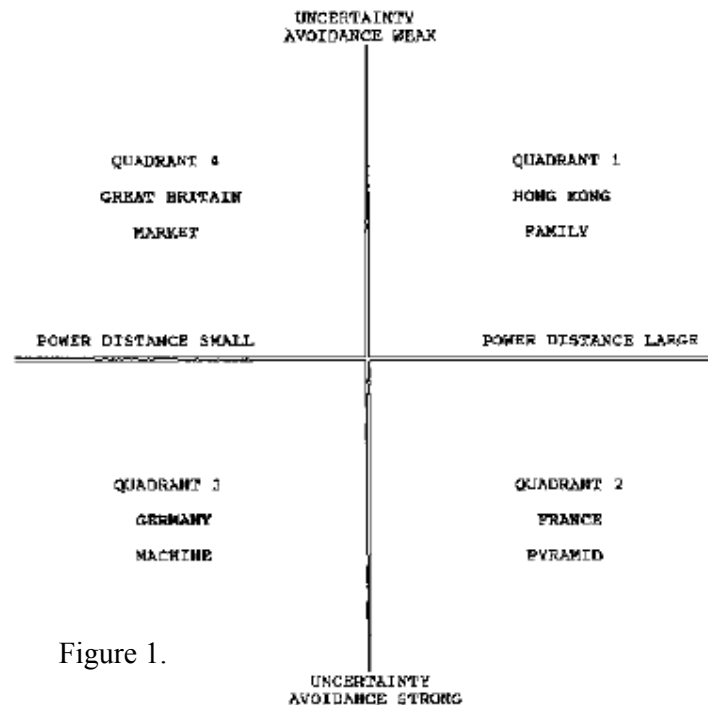 UNCERTAINTY
AVOIDANCE WEAK
QUADRANT 4
GREAT BRITAIN
MARKET
QUADRANT 1
HONG KONG
FAMILY
POWER DISTANCE SMALL
POWER DISTANCE LARGE
QUADRANT 3
GERMANY
MACHINE
QUADRANT 2
FRANCE
PYRAMID
Figure 1.
UNCERTAINTY
AVOIDANCE STRONG